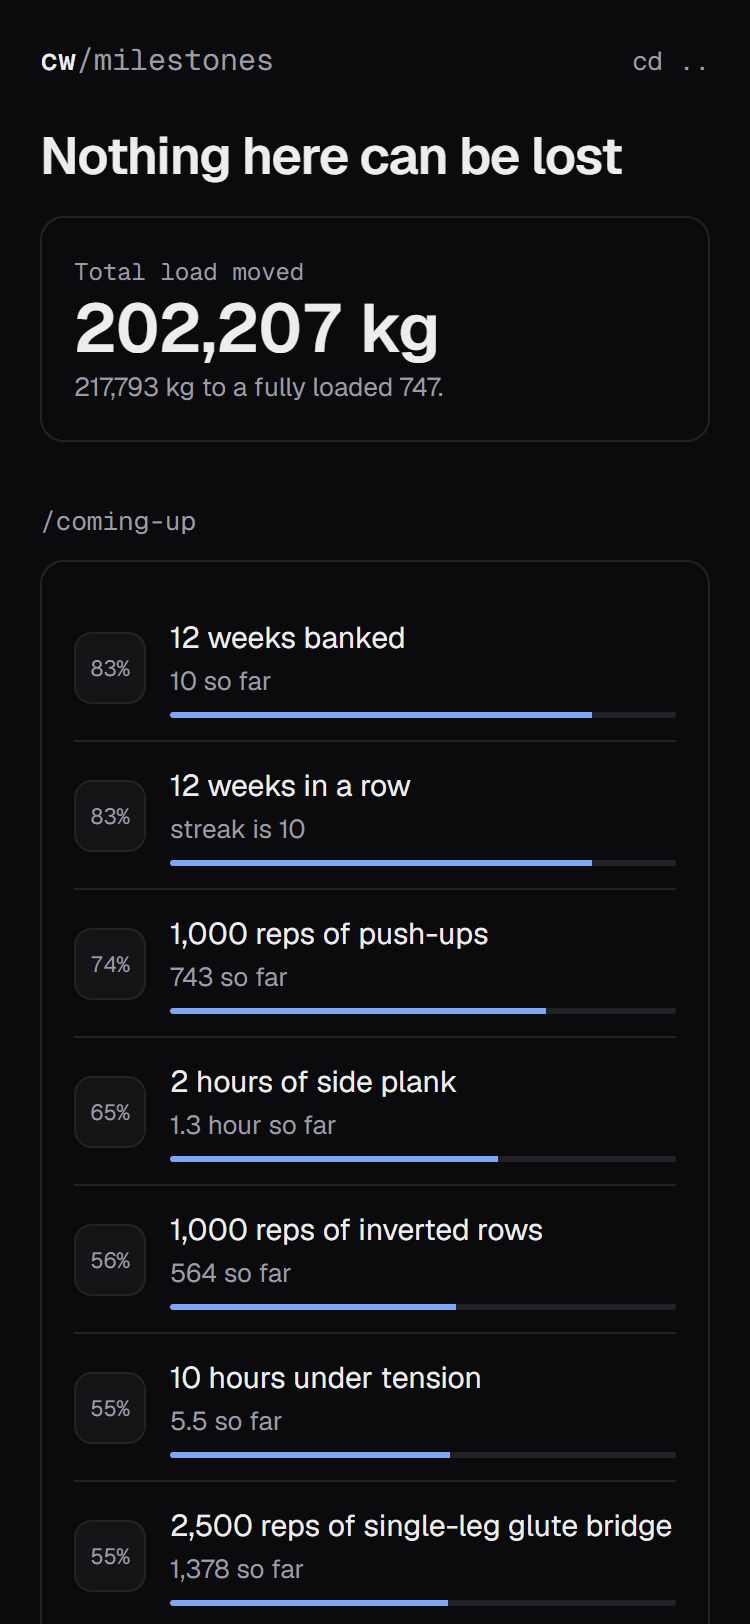 cw/milestones
cd ..
Nothing here can be lost
Total load moved
202,207 kg
217,793 kg to a fully loaded 747.
/coming-up
83%
12 weeks banked
10 so far
83%
12 weeks in a row
streak is 10
74%
1,000 reps of push-ups
743 so far
65%
2 hours of side plank
1.3 hour so far
56%
1,000 reps of inverted rows
564 so far
55%
10 hours under tension
5.5 so far
55%
2,500 reps of single-leg glute bridge
1,378 so far